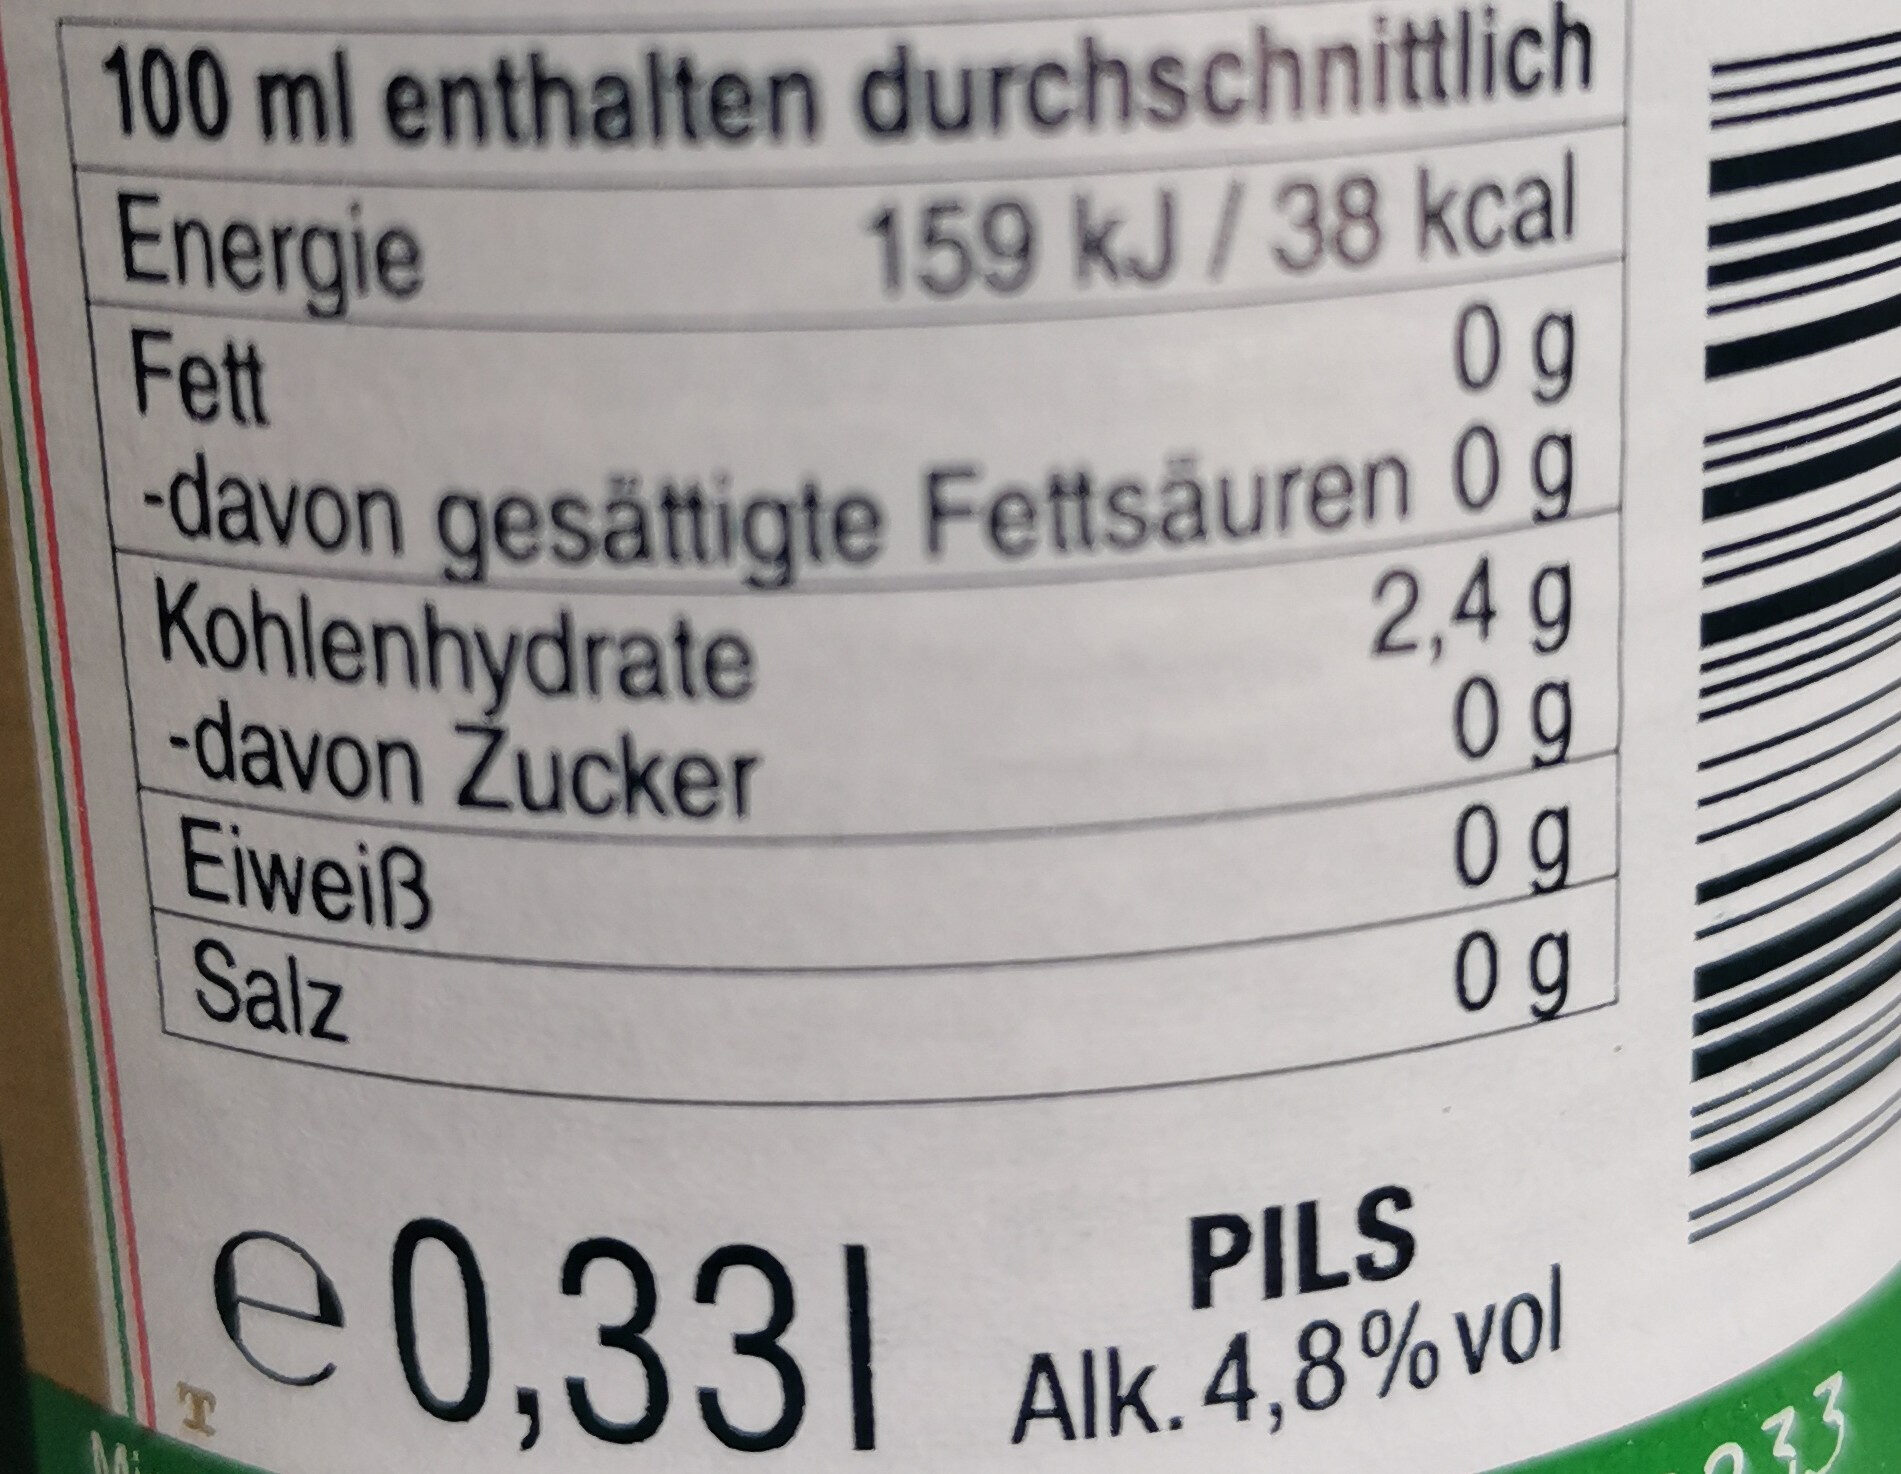 100 ml enthalten durchschnittlich
Energie 159 kJ / 38 kcal
Fett 0 g
-davon gesättigte Fettsäuren 0 g
Kohlenhydrate 2,4 g
-davon Zucker 0 g
Eiweiß 0 g
Salz 0 g
℮ 0,33 l
PILS
Alk. 4,8% vol
T